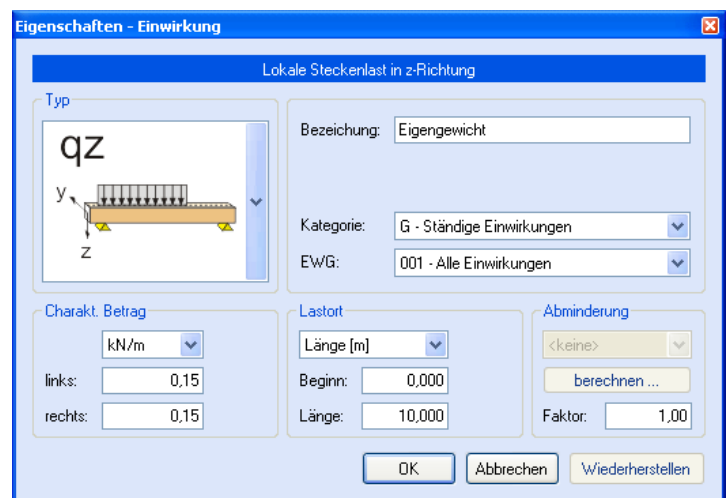 Eigenschaften - Einwirkung
Lokale Steckenlast in z-Richtung
Typ
qz
y
z
Bezeichung: Eigengewicht
Kategorie: G - Ständige Einwirkungen
EWG: 001 - Alle Einwirkungen
Charakt. Betrag
kN/m
links: 0,15
rechts: 0,15
Lastort
Länge [m]
Beginn: 0,000
Länge: 10,000
Abminderung
<keine>
berechnen ...
Faktor: 1,00
OK
Abbrechen
Wiederherstellen